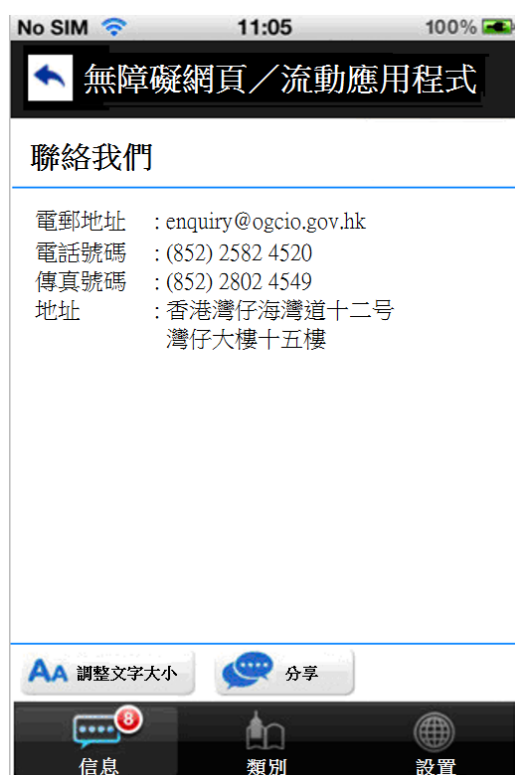 No SIM 11:05 100%
無障礙網頁／流動應用程式
聯絡我們
電郵地址 : enquiry@ogcio.gov.hk
電話號碼 : (852) 2582 4520
傳真號碼 : (852) 2802 4549
地址 : 香港灣仔海灣道十二号
灣仔大樓十五樓
AA 調整文字大小 分享
8
信息 類別 設置